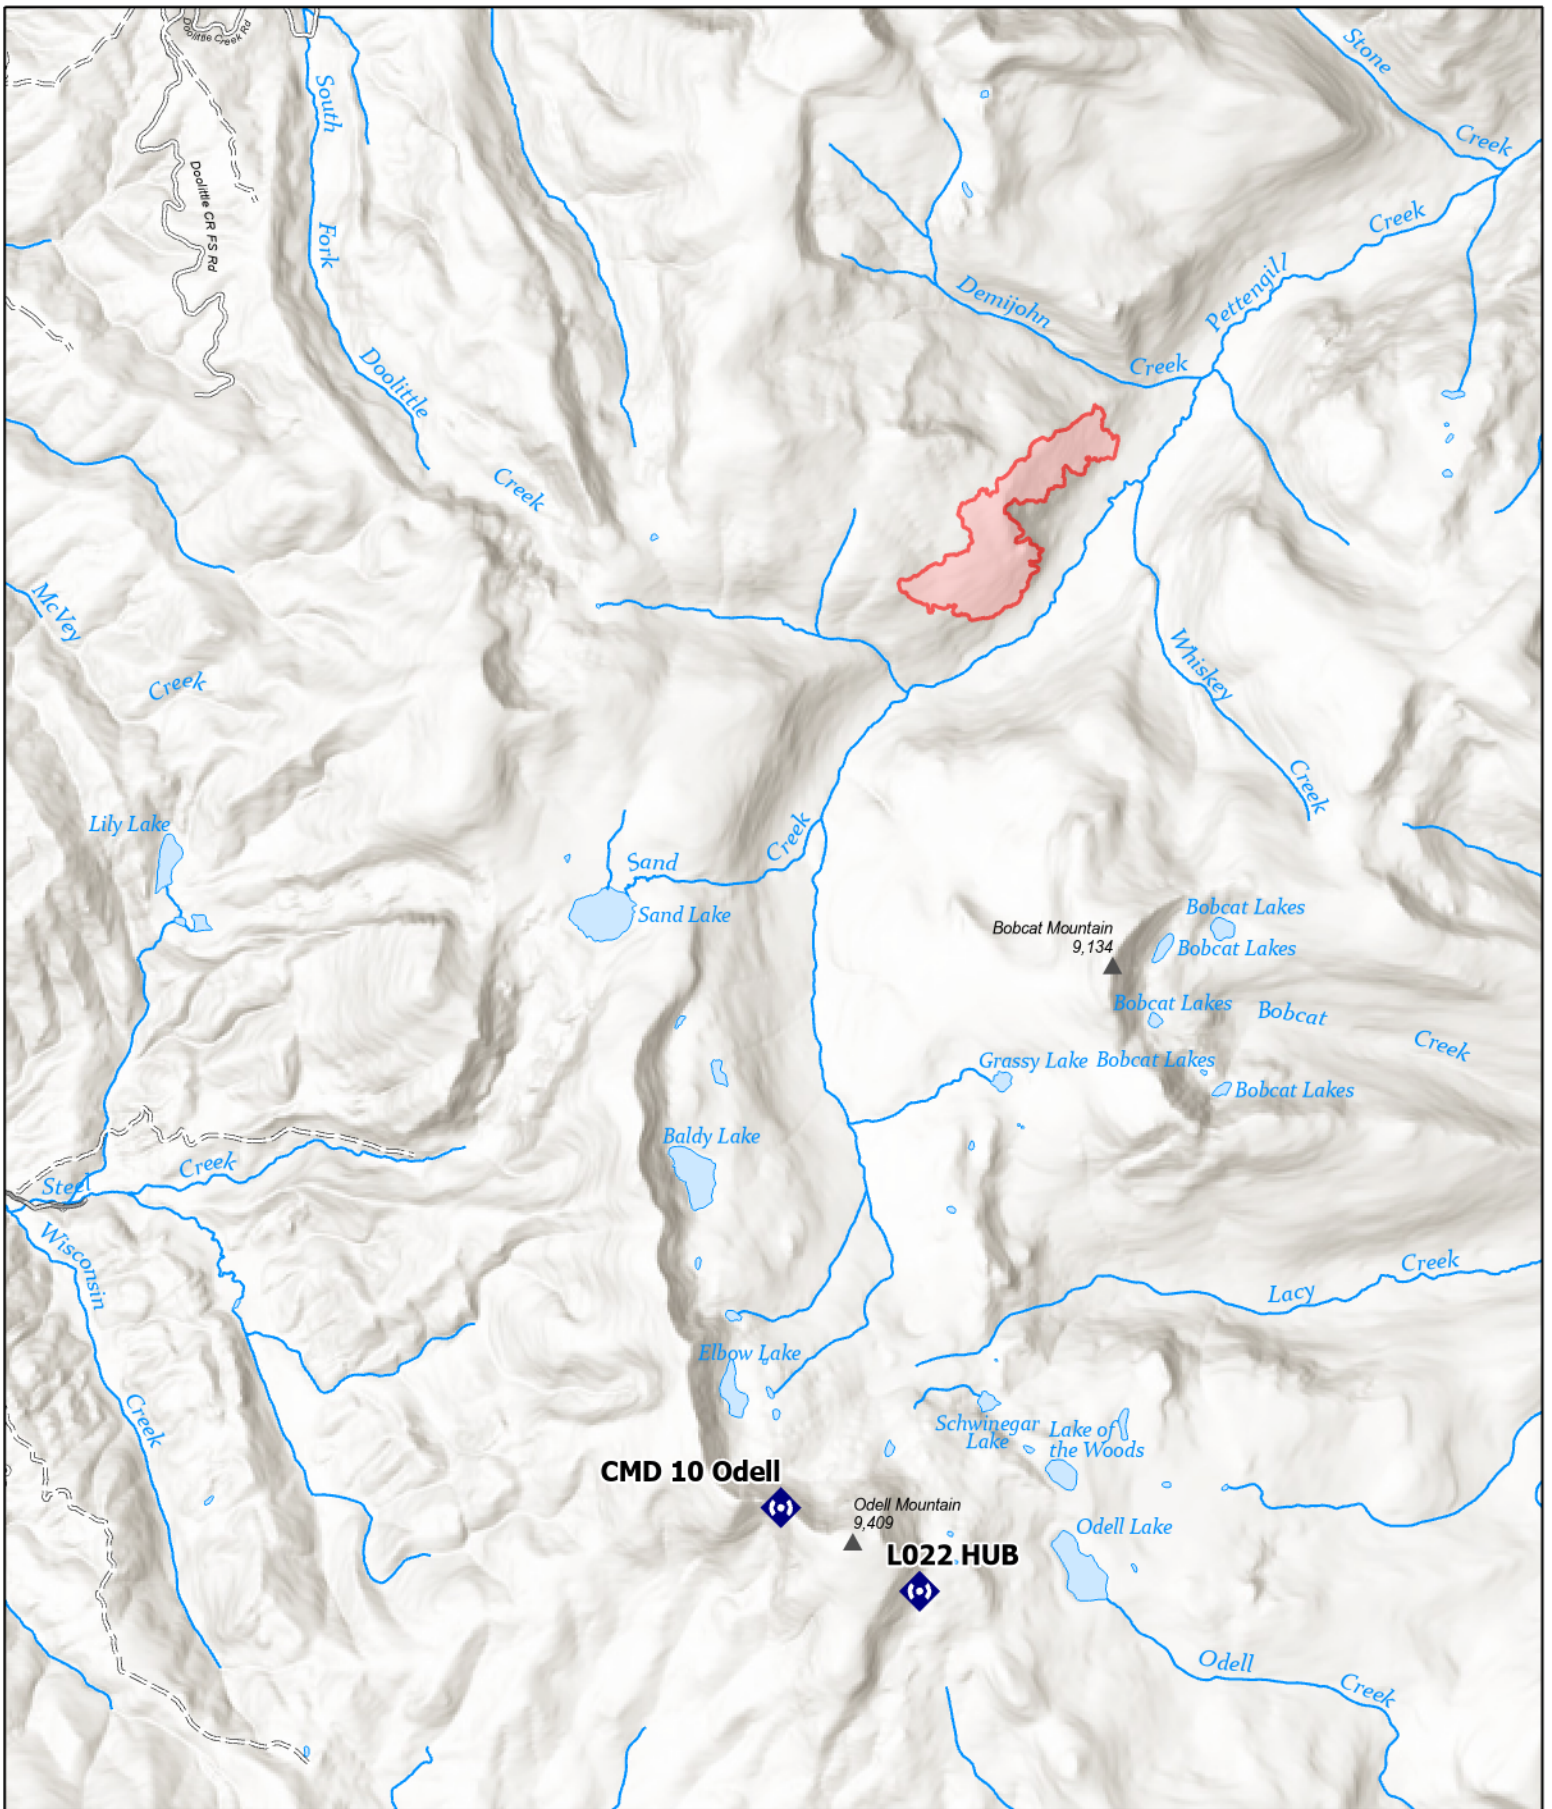 Doolittle Creek Rd
Stone
Creek
South
Fork
Doolittle
Creek
Doolittle CR FS Rd
Creek
Pettengill
Demijohn
Creek
McVey
Creek
Whiskey
Creek
Lily Lake
Sand
Creek
Sand Lake
Bobcat Mountain
9,134
Bobcat Lakes
Bobcat Lakes
Bobcat Lakes
Bobcat
Creek
Grassy Lake
Bobcat Lakes
Bobcat Lakes
Baldy Lake
Steel
Creek
Wisconsin
Creek
Lacy
Creek
Elbow Lake
Schwinegar
Lake
Lake of
the Woods
CMD 10 Odell
Odell Mountain
9,409
Odell Lake
L022 HUB
Odell
Creek